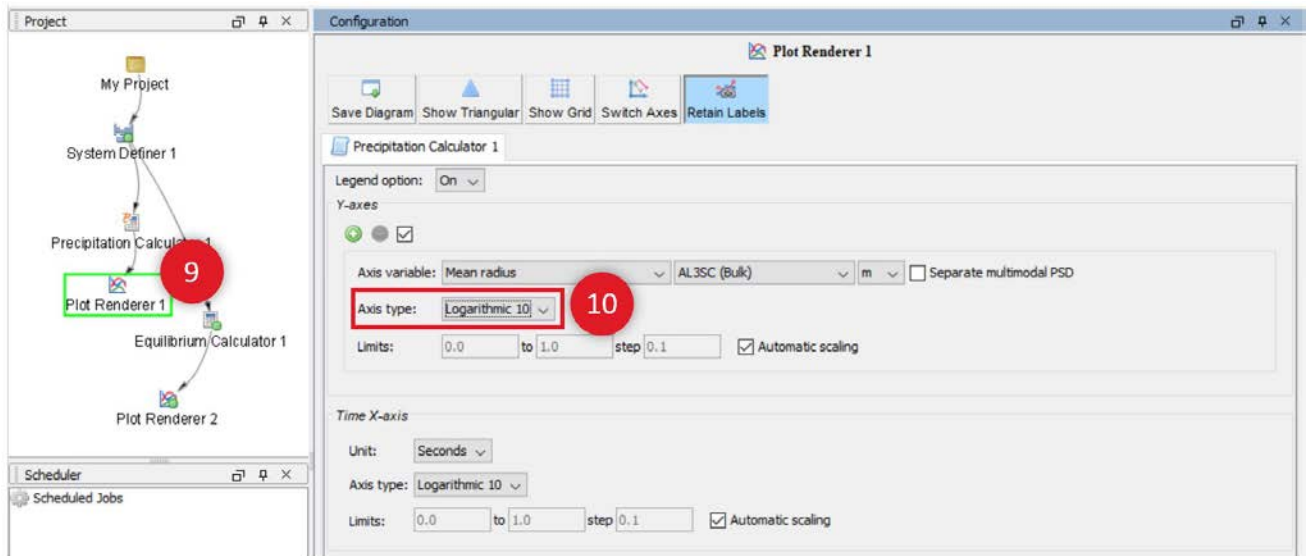 Project
My Project
System Definer 1
Precipitation Calculator 1
9
Plot Renderer 1
Equilibrium Calculator 1
Plot Renderer 2
Scheduler
Scheduled Jobs
Configuration
Plot Renderer 1
Save Diagram Show Triangular Show Grid Switch Axes Retain Labels
Precipitation Calculator 1
Legend option: On
Y-axes
Axis variable: Mean radius AL3SC (Bulk) m Separate multimodal PSD
Axis type: Logarithmic 10 10
Limits: 0.0 to 1.0 step 0.1 Automatic scaling
Time X-axis
Unit: Seconds
Axis type: Logarithmic 10
Limits: 0.0 to 1.0 step 0.1 Automatic scaling